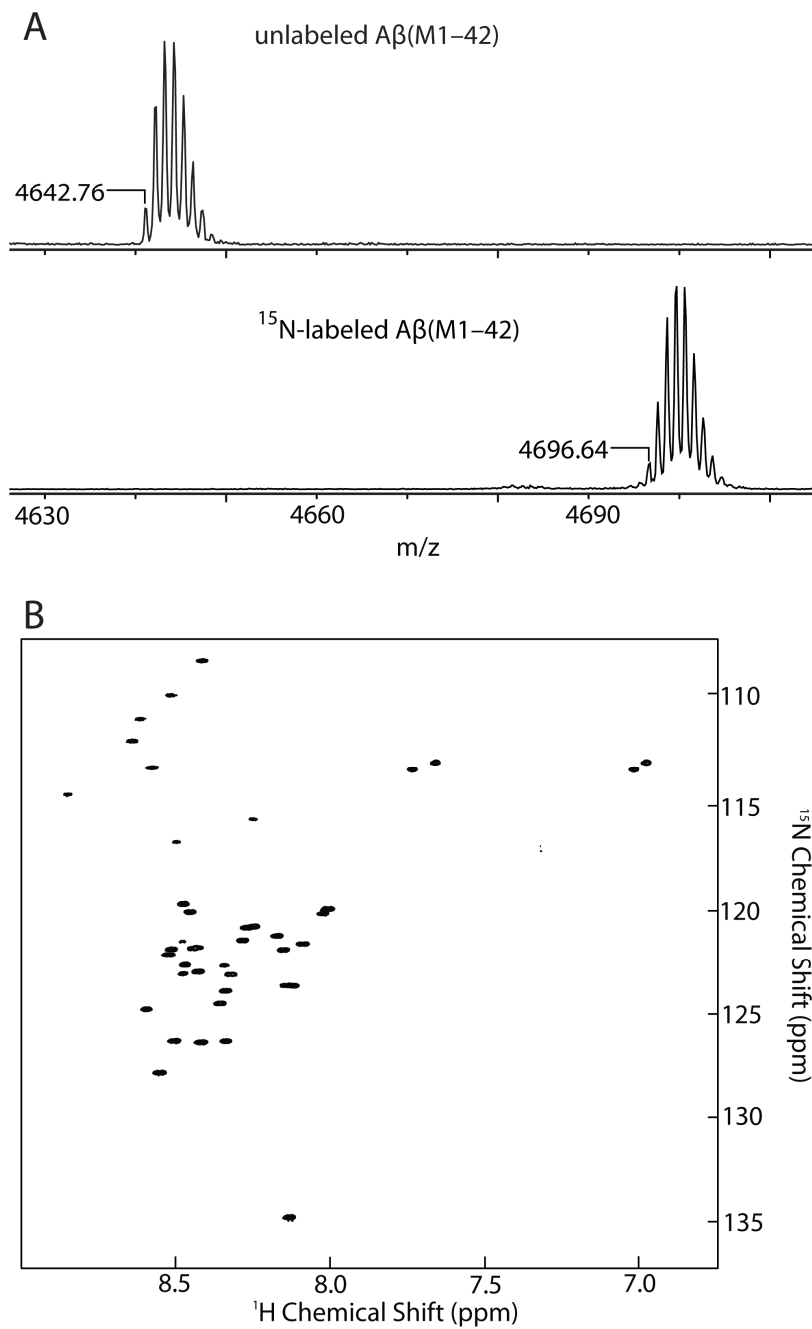 A
unlabeled Aβ(M1–42)
4642.76
¹⁵N-labeled Aβ(M1–42)
4696.64
4630 4660 4690
m/z
B
110
115
120
125
130
135
¹⁵N Chemical Shift (ppm)
8.5 8.0 7.5 7.0
¹H Chemical Shift (ppm)